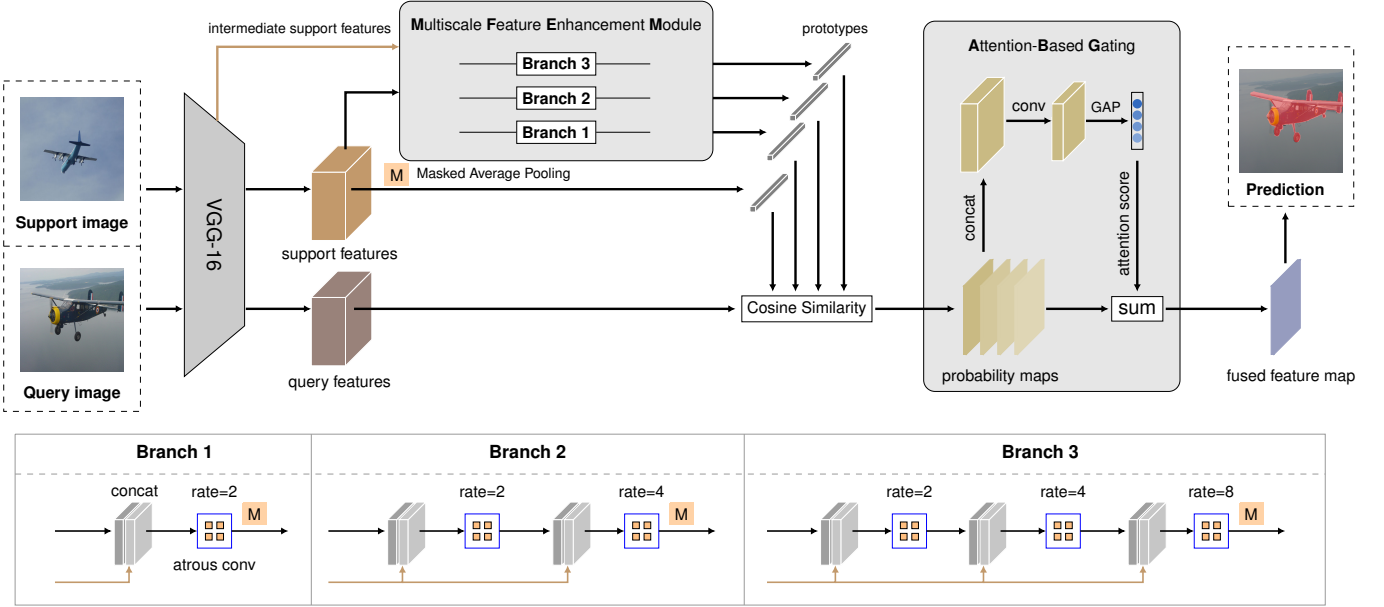 intermediate support features
Multiscale Feature Enhancement Module
Branch 3
Branch 2
Branch 1
prototypes
Attention-Based Gating
conv
GAP
concat
attention score
Support image
VGG-16
M
Masked Average Pooling
support features
Prediction
Query image
query features
Cosine Similarity
probability maps
sum
fused feature map
Branch 1
concat
rate=2
M
atrous conv
Branch 2
rate=2
rate=4
M
Branch 3
rate=2
rate=4
rate=8
M